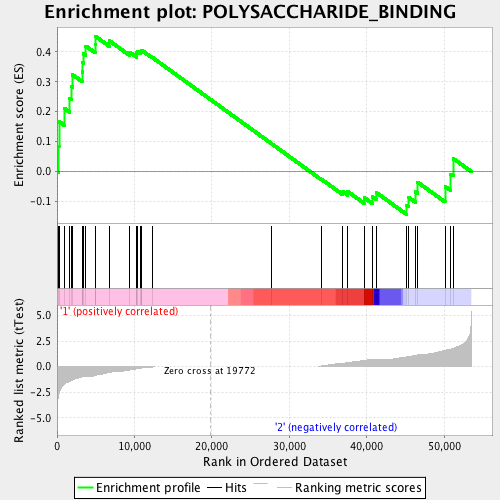 Enrichment plot: POLYSACCHARIDE_BINDING
Enrichment score (ES)
0.4
0.3
0.2
0.1
0.0
-0.1
'1' (positively correlated)
Ranked list metric (tTest)
5.0
2.5
0.0
-2.5
-5.0
Zero cross at 19772
'2' (negatively correlated)
0
10,000
20,000
30,000
40,000
50,000
Rank in Ordered Dataset
Enrichment profile
Hits
Ranking metric scores